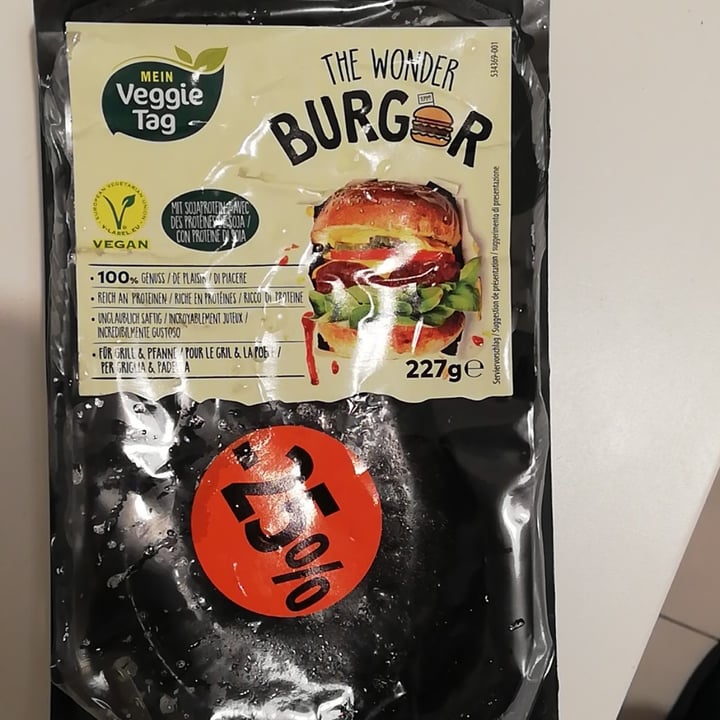 MEIN
Veggie
Tag
THE WONDER
BURGER
534369-001
EUROPEAN VEGETARIAN UNION
V-LABEL.EU
VEGAN
MIT SOJAPROTEIN / AVEC
DES PROTÉINES DE SOJA /
CON PROTEINE DI SOIA
• 100% GENUSS / DE PLAISIR / DI PIACERE
• REICH AN PROTEINEN / RICHE EN PROTÉINES / RICCO DI PROTEINE
• UNGLAUBLICH SAFTIG / INCROYABLEMENT JUTEUX /
INCREDIBILMENTE GUSTOSO
• FÜR GRILL & PFANNE / POUR LE GRIL & LA POÊLE /
PER GRIGLIA & PADELLA
227g e
Serviervorschlag / Suggestion de présentation / suggerimento di presentazione
25%